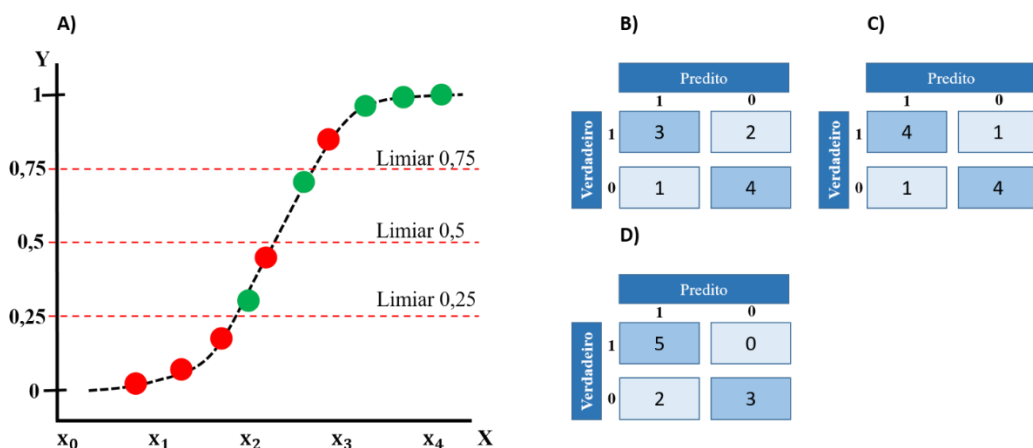 A)
Y
1
0,75
0,5
0,25
0
Limiar 0,75
Limiar 0,5
Limiar 0,25
x0 x1 x2 x3 x4 X
B)
Predito
1 0
Verdadeiro
1 3 2
0 1 4
C)
Predito
1 0
Verdadeiro
1 4 1
0 1 4
D)
Predito
1 0
Verdadeiro
1 5 0
0 2 3